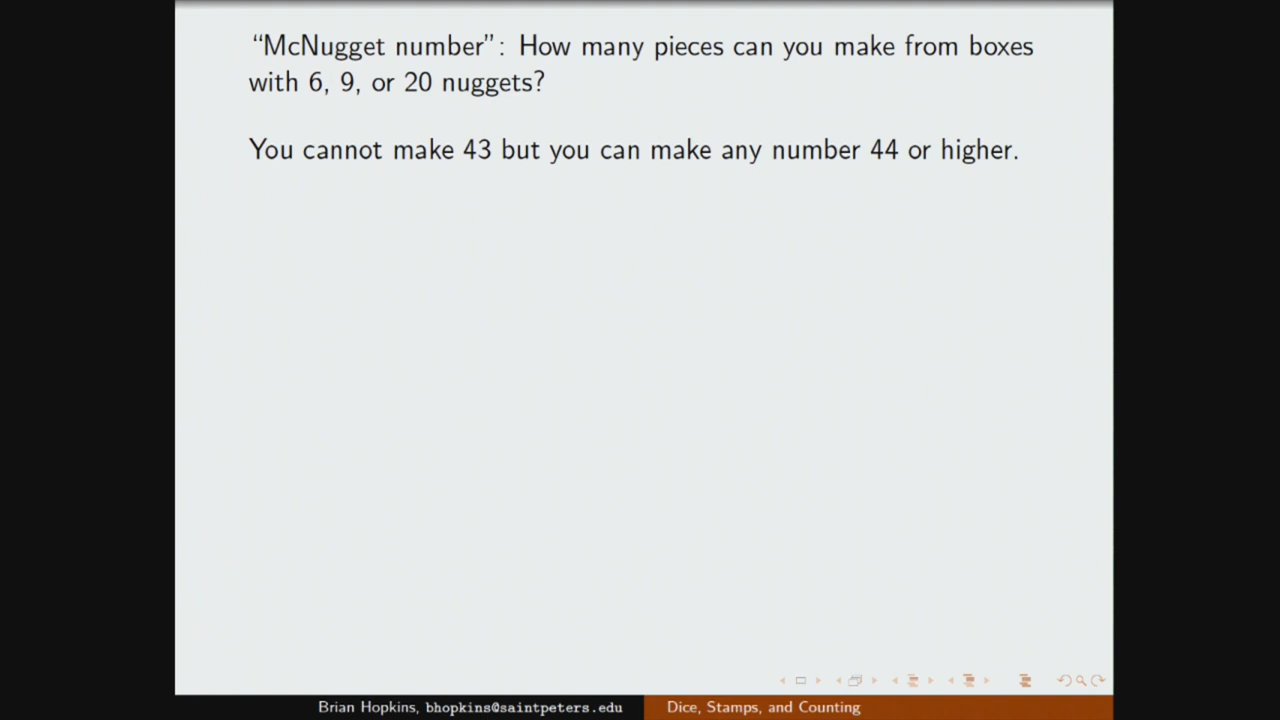 “McNugget number”: How many pieces can you make from boxes
with 6, 9, or 20 nuggets?
You cannot make 43 but you can make any number 44 or higher.
Brian Hopkins, bhopkins@saintpeters.edu
Dice, Stamps, and Counting